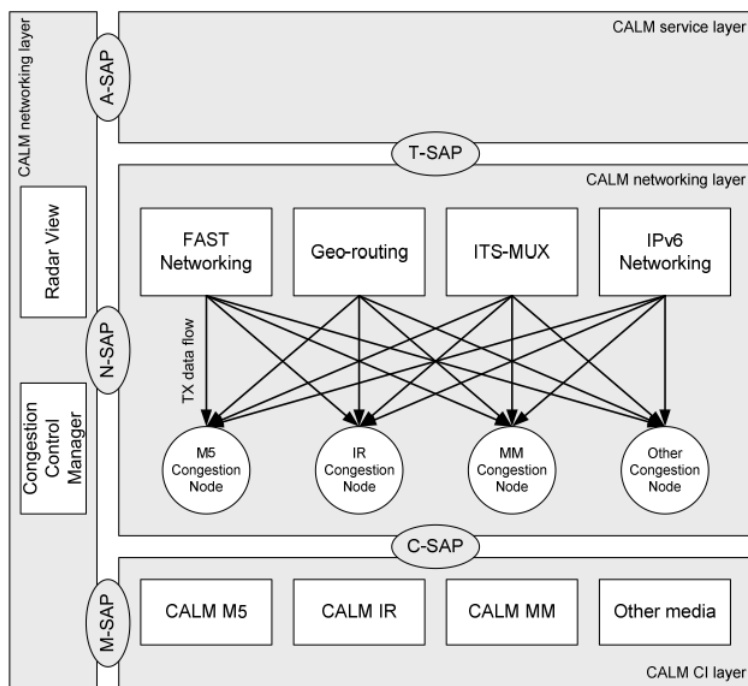 CALM networking layer
A-SAP
CALM service layer
T-SAP
CALM networking layer
Radar View
FAST
Networking
Geo-routing
ITS-MUX
IPv6
Networking
N-SAP
TX data flow
Congestion
Control
Manager
M5
Congestion
Node
IR
Congestion
Node
MM
Congestion
Node
Other
Congestion
Node
C-SAP
M-SAP
CALM M5
CALM IR
CALM MM
Other media
CALM CI layer